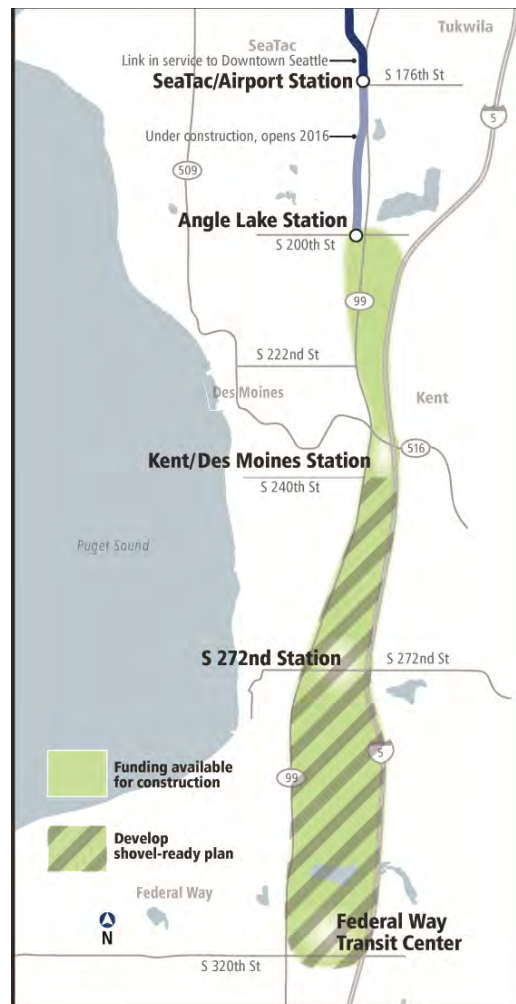 SeaTac
Tukwila
Link in service to Downtown Seattle
SeaTac/Airport Station
S 176th St
5
Under construction, opens 2016
509
Angle Lake Station
S 200th St
99
S 222nd St
Des Moines
Kent
516
Kent/Des Moines Station
S 240th St
Puget Sound
S 272nd Station
S 272nd St
5
Funding available
for construction
99
Develop
shovel-ready plan
Federal Way
N
Federal Way
Transit Center
S 320th St